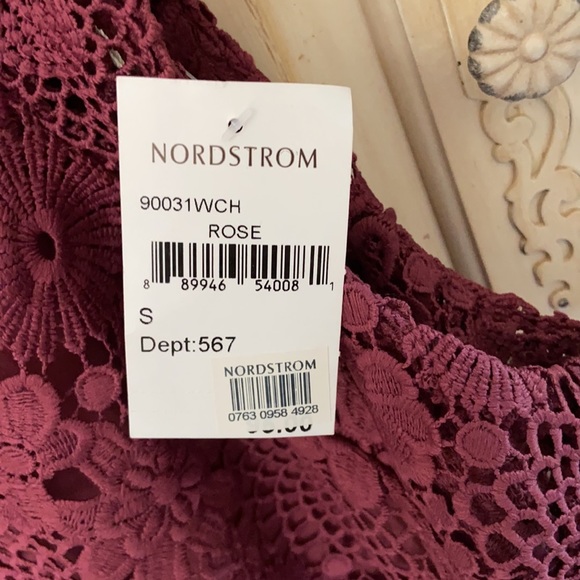 NORDSTROM
90031WCH
ROSE
8 89946 54008 1
S
Dept:567
NORDSTROM
0763 0958 4928